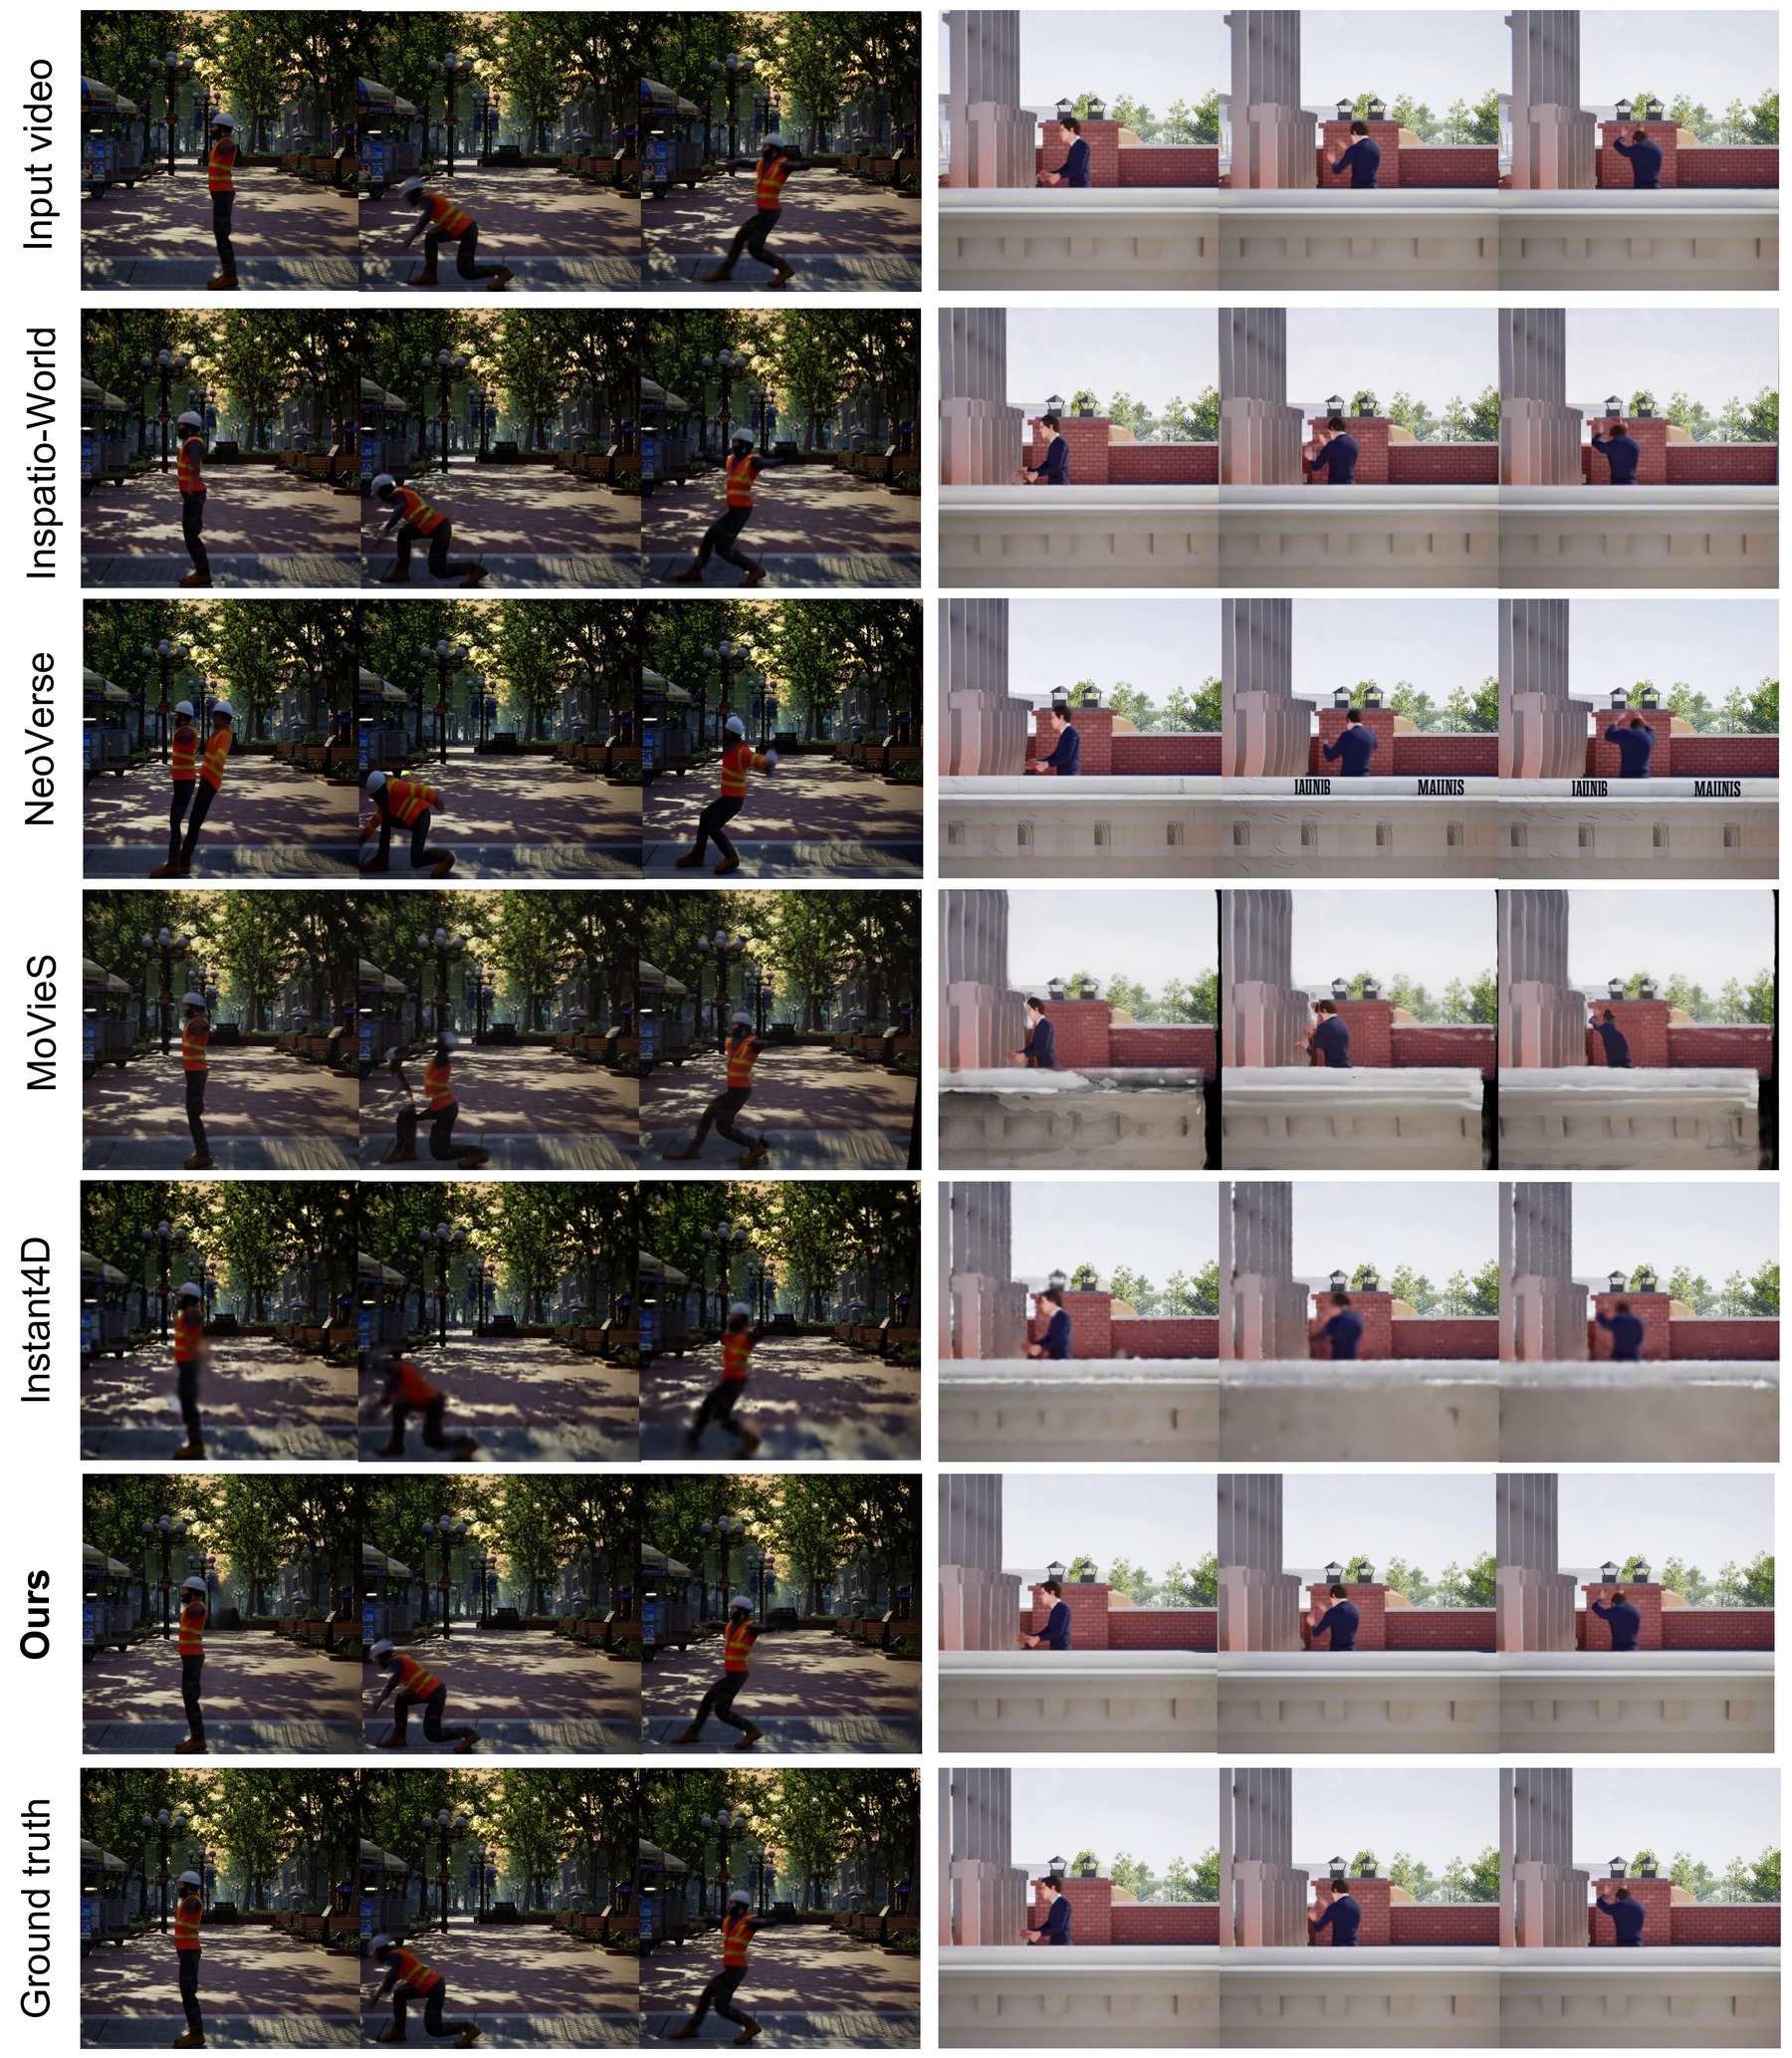 Input video
Inspatio-World
NeoVerse
IAUNIB MAIINIS IAUNIB MAIINIS
MoVieS
Instant4D
Ours
Ground truth